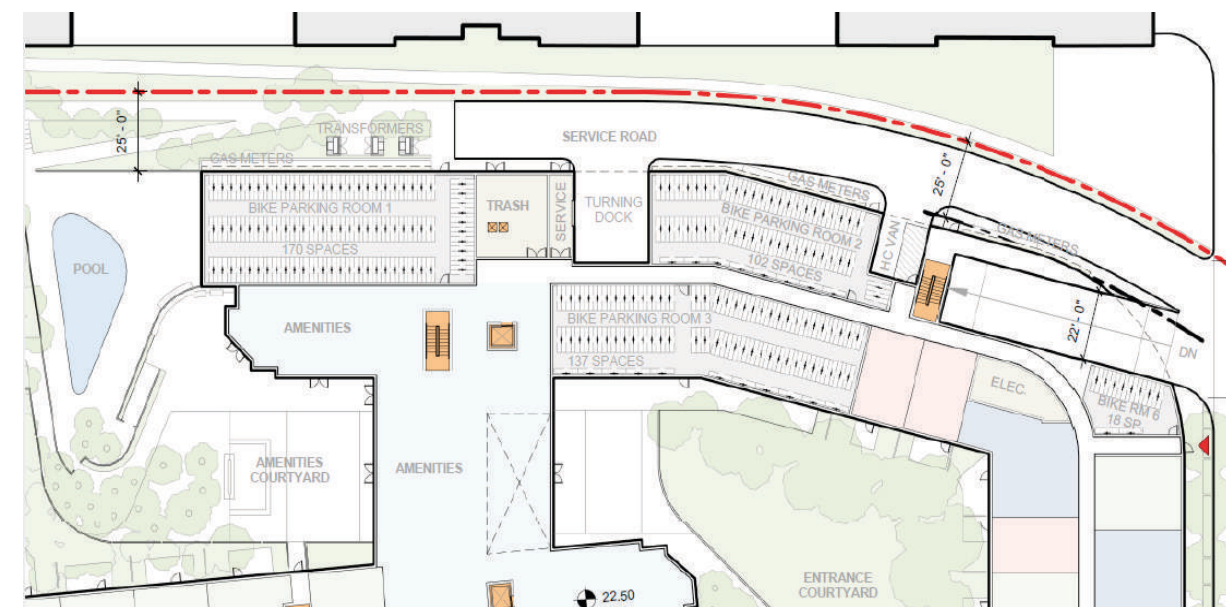 25' - 0"
TRANSFORMERS
SERVICE ROAD
GAS METERS
GAS METERS
25' - 0"
BIKE PARKING ROOM 1
170 SPACES
TRASH
SERVICE
TURNING
DOCK
BIKE PARKING ROOM 2
102 SPACES
HC VAN
GAS METERS
POOL
AMENITIES
BIKE PARKING ROOM 3
137 SPACES
22' - 0"
DN
ELEC.
BIKE RM 6
18 SP.
AMENITIES
COURTYARD
AMENITIES
ENTRANCE
COURTYARD
22.50